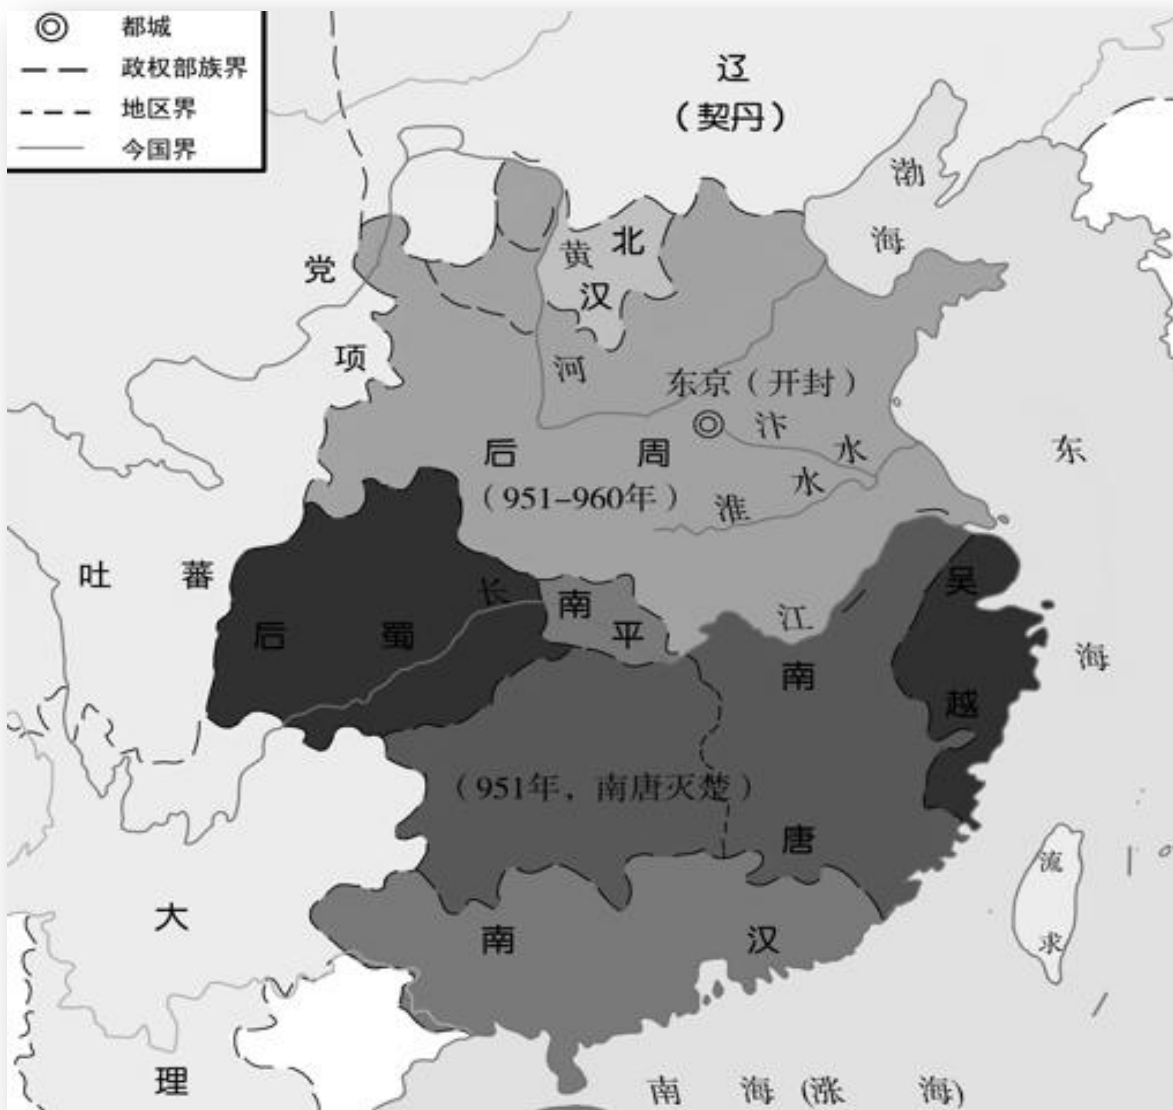 都城
政权部族界
地区界
今国界
辽
（契丹）
渤海
党项
黄河
北汉
东京（开封）
汴水
淮水
后周
（951–960年）
东海
吐蕃
后蜀
长江
南平
吴越
南唐
（951年，南唐灭楚）
流求
大理
南汉
南海(涨海)